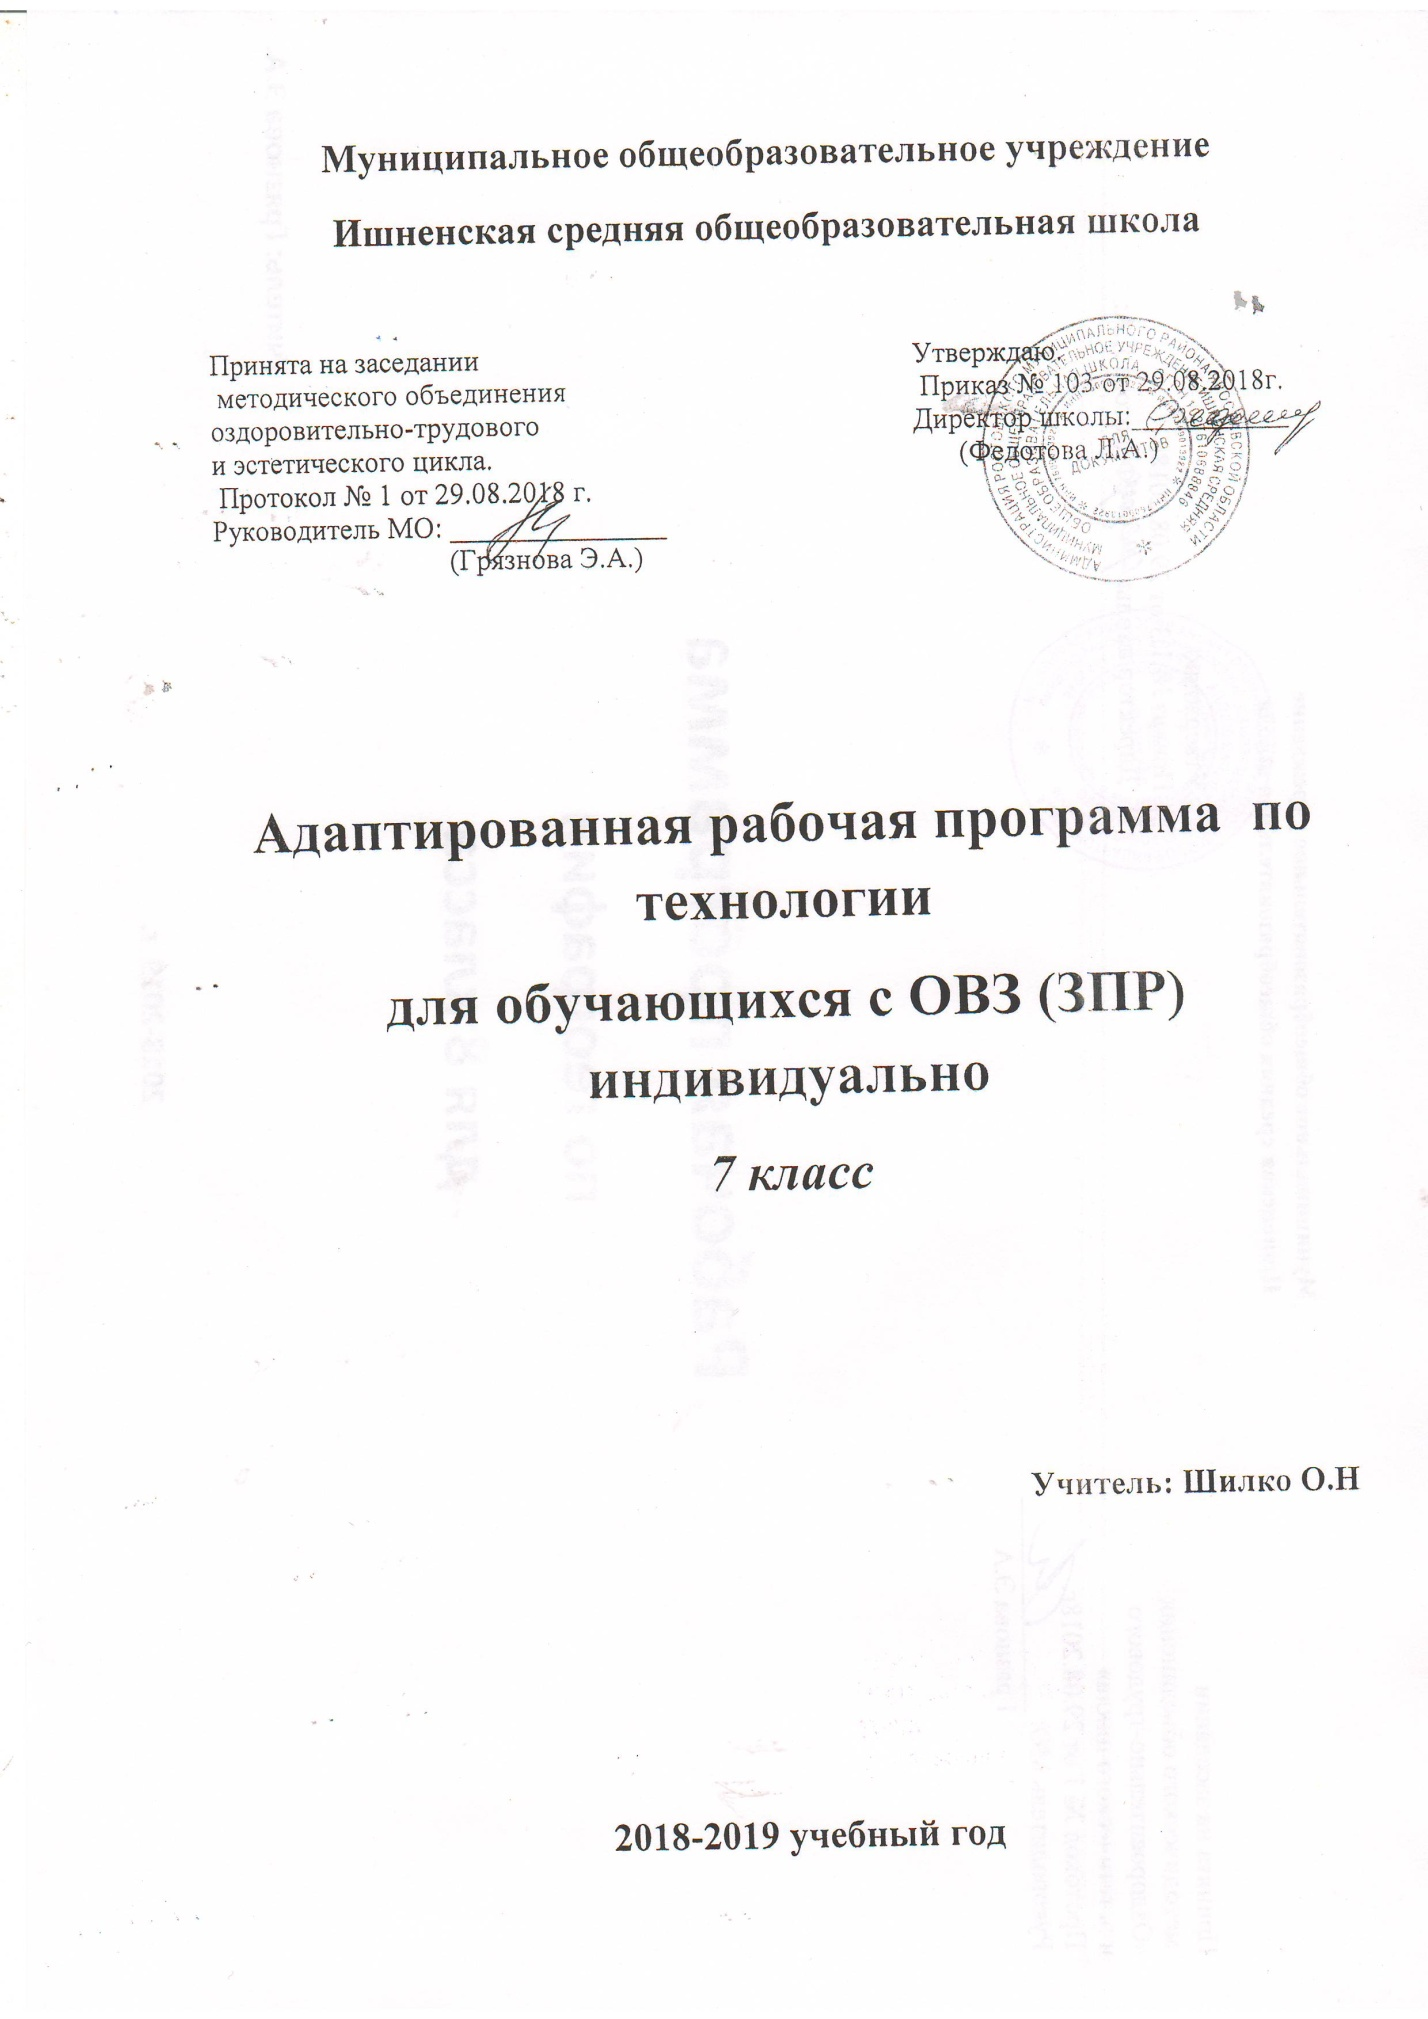 Муниципальное общеобразовательное учреждение
Ишненская средняя общеобразовательная школа
Принята на заседании
методического объединения
оздоровительно-трудового
и эстетического цикла.
Протокол № 1 от 29.08.2018 г.
Руководитель МО:
(Грязнова Э.А.)
Утверждаю.
Приказ № 103 от 29.08.2018г.
Директор школы:
(Федотова Л.А.)
ДЛЯ
ДОКУМЕНТОВ
Адаптированная рабочая программа по
технологии
для обучающихся с ОВЗ (ЗПР)
индивидуально
7 класс
Учитель: Шилко О.Н
2018-2019 учебный год